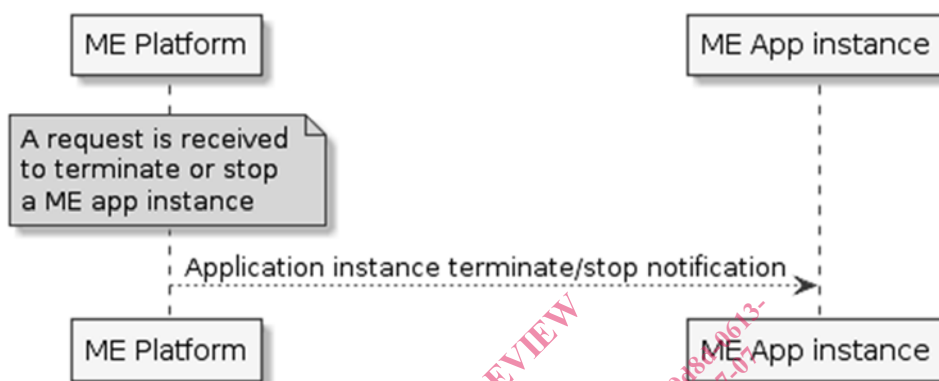 ME Platform
ME App instance
A request is received
to terminate or stop
a ME app instance
Application instance terminate/stop notification
ME Platform
ME App instance